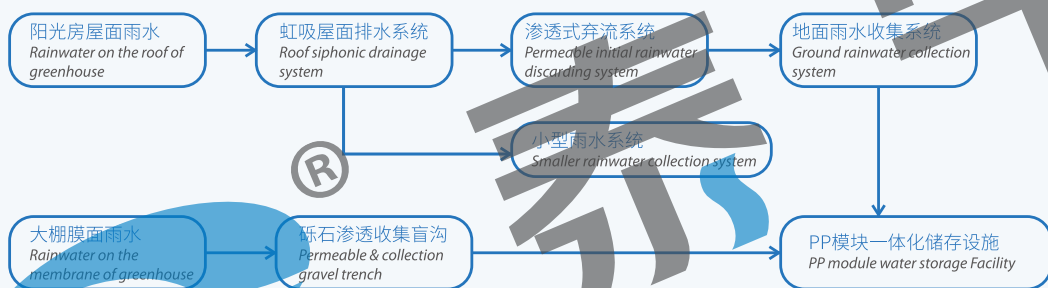 阳光房屋面雨水
Rainwater on the roof of
greenhouse
虹吸屋面排水系统
Roof siphonic drainage
system
渗透式弃流系统
Permeable initial rainwater
discarding system
地面雨水收集系统
Ground rainwater collection
system
小型雨水系统
Smaller rainwater collection system
大棚膜面雨水
Rainwater on the
membrane of greenhouse
砾石渗透收集盲沟
Permeable & collection
gravel trench
PP模块一体化储存设施
PP module water storage Facility
®
泰